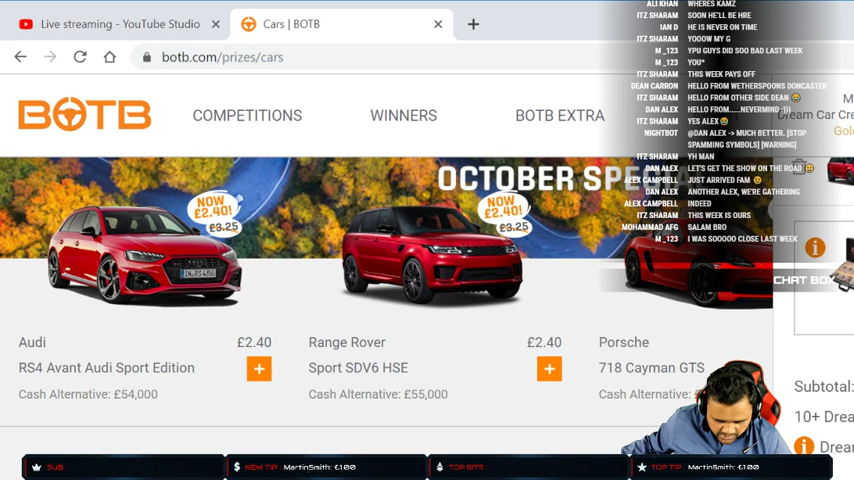 Live streaming - YouTube Studio
Cars | BOTB
botb.com/prizes/cars
BOTB
COMPETITIONS
WINNERS
BOTB EXTRA
OCTOBER
NOW £2.40!
£3.25
NOW £2.40!
£3.25
Audi £2.40
RS4 Avant Audi Sport Edition
Cash Alternative: £54,000
Range Rover £2.40
Sport SDV6 HSE
Cash Alternative: £55,000
Porsche
718 Cayman GTS
Cash Alternative:
ALI KHAN WHERES KAMZ
ITZ SHARAM SOON HE'LL BE HRE
IAN D HE IS NEVER ON TIME
ITZ SHARAM YOOOW MY G
M_123 YPU GUYS DID SOO BAD LAST WEEK
M_123 YOU*
ITZ SHARAM THIS WEEK PAYS OFF
DEAN CARRON HELLO FROM WETHERSPOONS DONCASTER
ITZ SHARAM HELLO FROM OTHER SIDE DEAN 😄
DAN ALEX HELLO FROM.....NEVERMIND :-)))
ITZ SHARAM YES ALEX 😂
NIGHTBOT @DAN ALEX -> MUCH BETTER. [STOP
SPAMMING SYMBOLS] [WARNING]
ITZ SHARAM YH MAN
DAN ALEX LET'S GET THE SHOW ON THE ROAD 😀
ALEX CAMPBELL JUST ARRIVED FAM 😀
DAN ALEX ANOTHER ALEX, WE'RE GATHERING
ALEX CAMPBELL INDEED
ITZ SHARAM THIS WEEK IS OURS
MOHAMMAD AFG SALAM BRO
M_123 I WAS SOOOOO CLOSE LAST WEEK
CHAT BOX
Dream Car Cre
Gol
Subtotal:
10+ Drea
Drea
SUB
NEW TIP MartinSmith: £1.00
TOP BITS
TOP TIP MartinSmith: £1.00